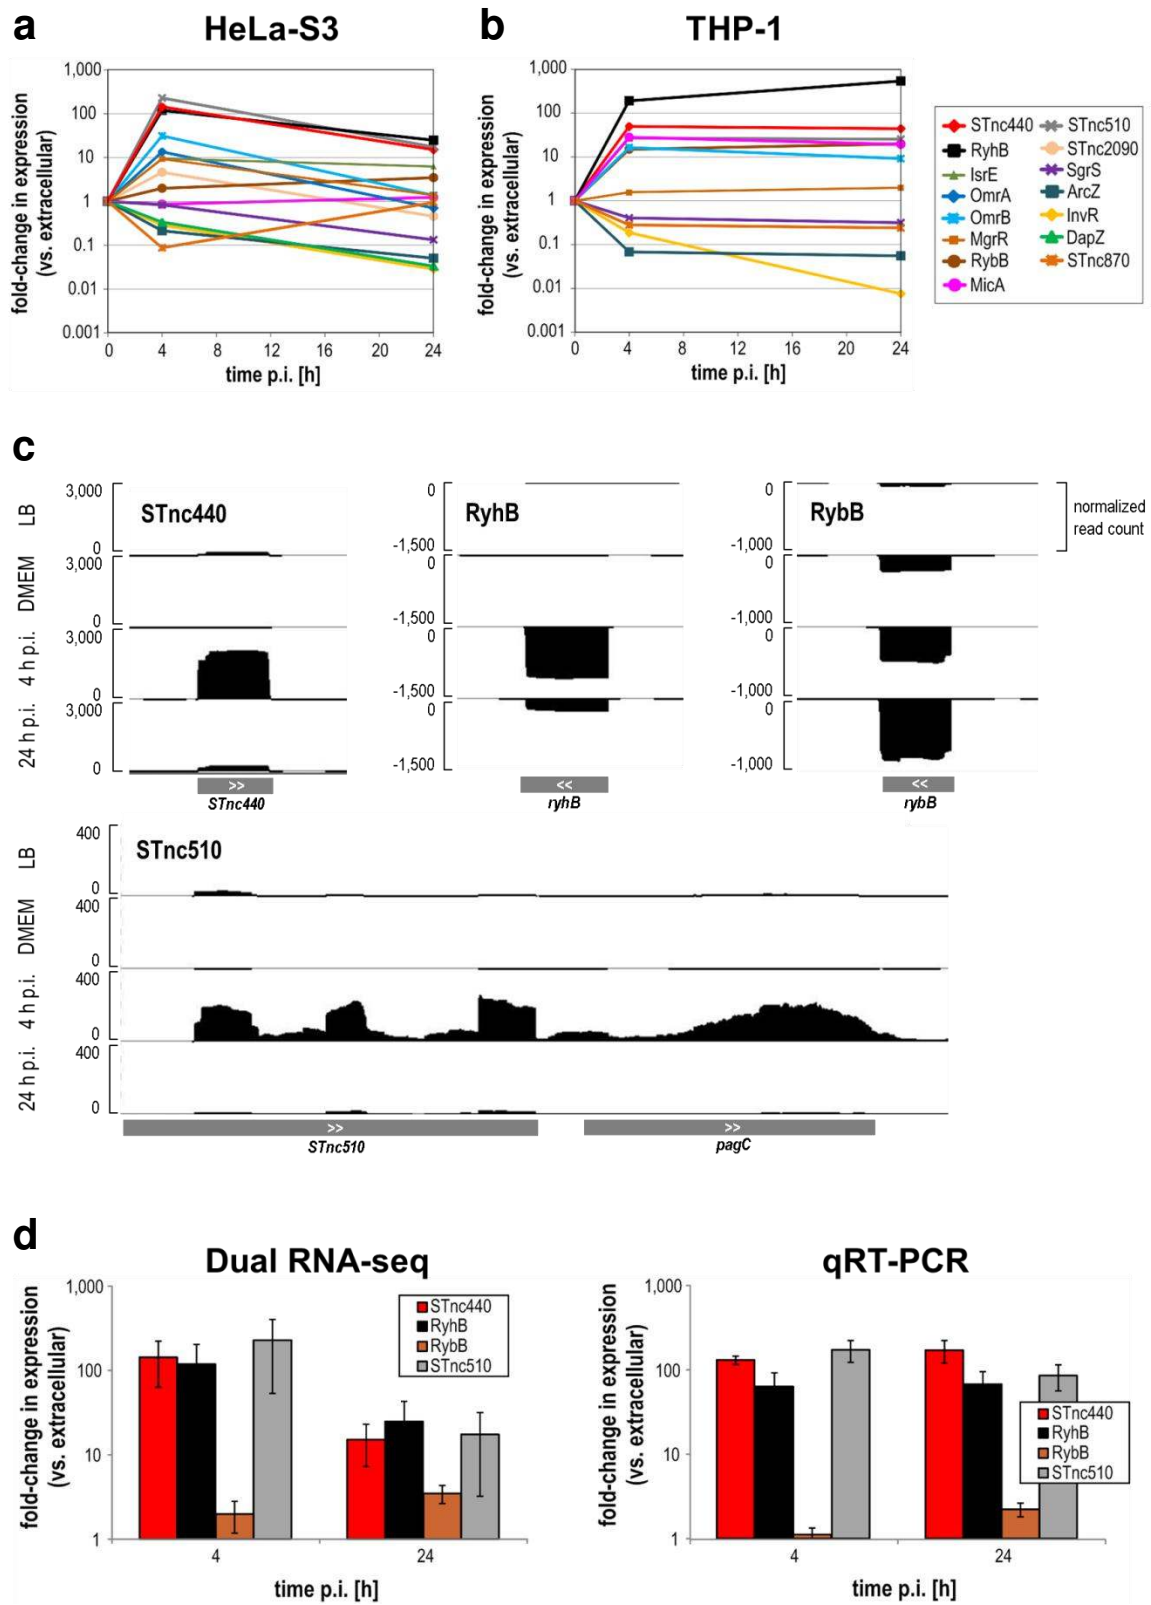 a
HeLa-S3
fold-change in expression
(vs. extracellular)
1,000
100
10
1
0.1
0.01
0.001
0 4 8 12 16 20 24
time p.i. [h]
b
THP-1
fold-change in expression
(vs. extracellular)
1,000
100
10
1
0.1
0.01
0.001
0 4 8 12 16 20 24
time p.i. [h]
STnc440 STnc510
RyhB STnc2090
IsrE SgrS
OmrA ArcZ
OmrB InvR
MgrR DapZ
RybB STnc870
MicA
c
LB
3,000
0
STnc440
0
-1,500
RyhB
0
-1,000
RybB
normalized
read count
DMEM
3,000
0
0
-1,500
0
-1,000
4 h p.i.
3,000
0
0
-1,500
0
-1,000
24 h p.i.
3,000
0
0
-1,500
0
-1,000
>> << <<
STnc440 ryhB rybB
LB
400
0
STnc510
DMEM
400
0
4 h p.i.
400
0
24 h p.i.
400
0
>> >>
STnc510 pagC
d
Dual RNA-seq
fold-change in expression
(vs. extracellular)
1,000
100
10
1
STnc440
RyhB
RybB
STnc510
4 24
time p.i. [h]
qRT-PCR
fold-change in expression
(vs. extracellular)
1,000
100
10
1
STnc440
RyhB
RybB
STnc510
4 24
time p.i. [h]